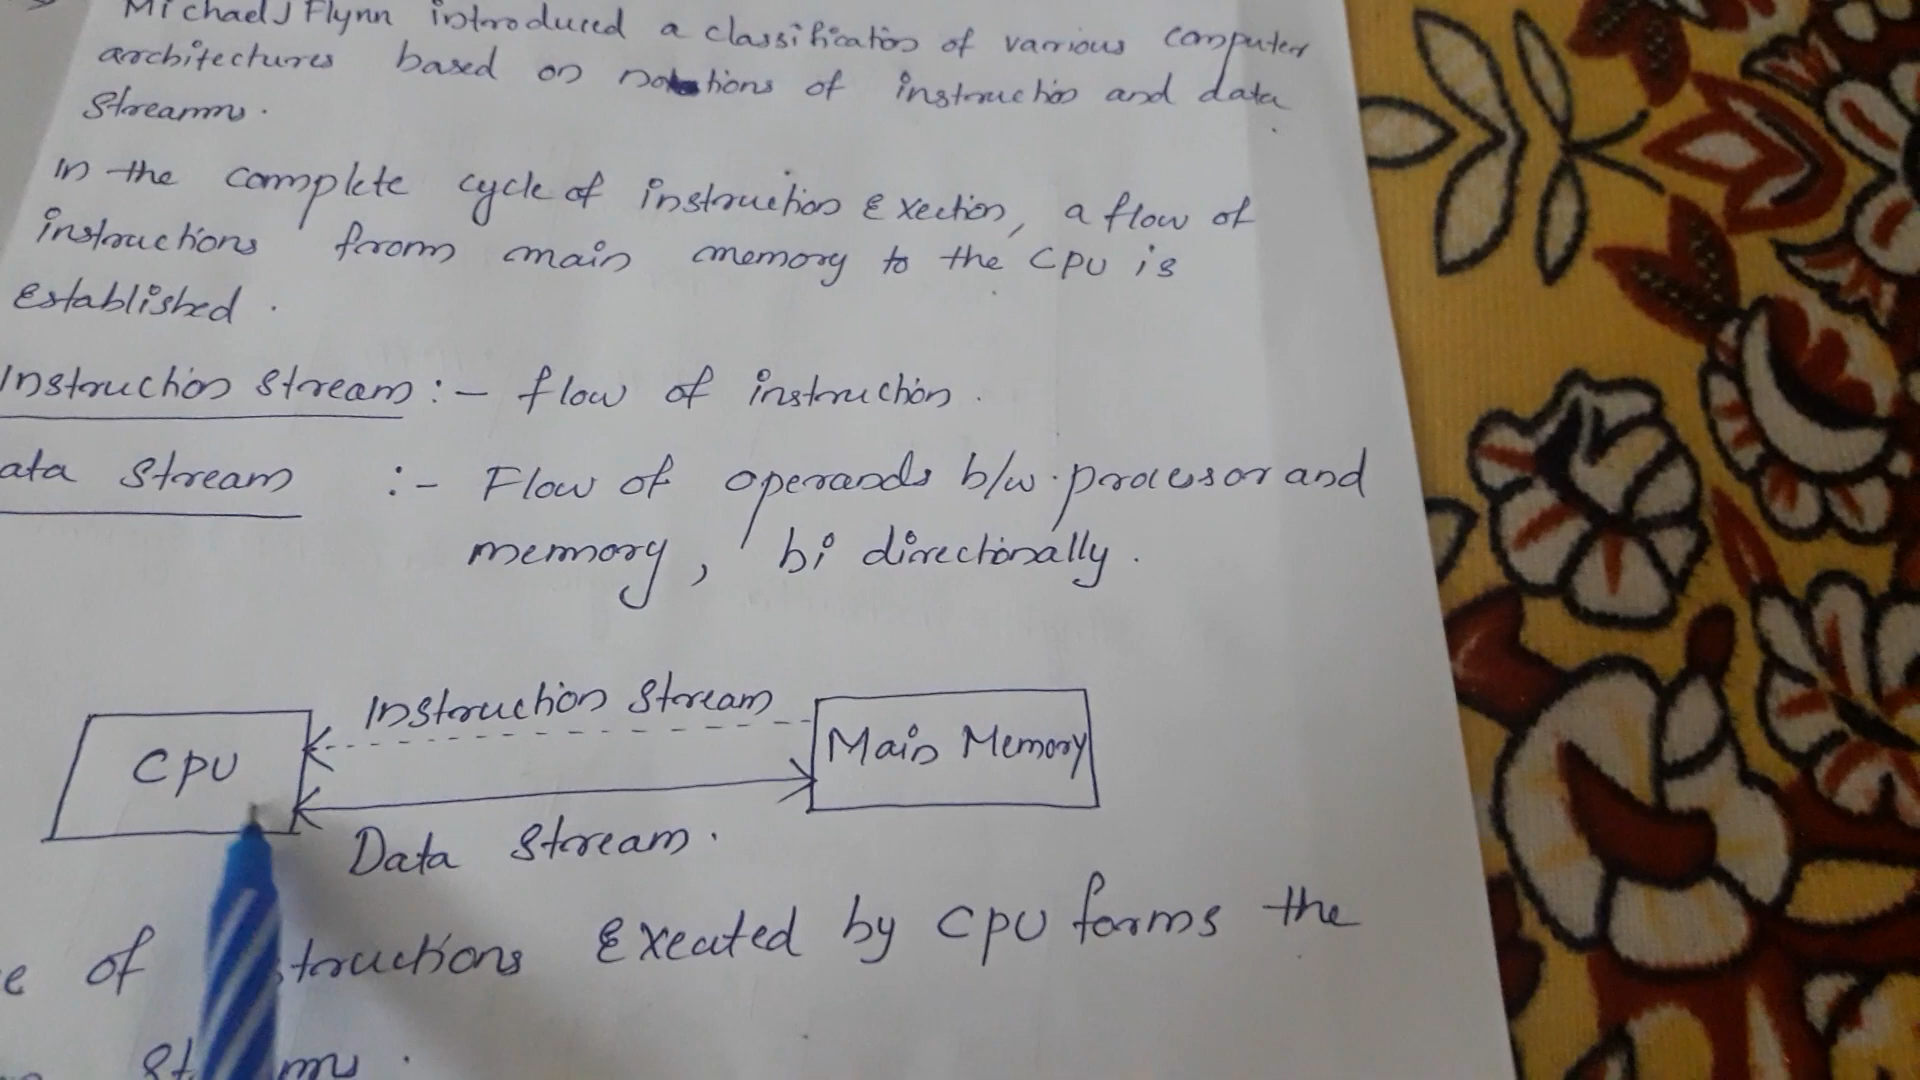 Michael J Flynn introduced a classification of various computer
architectures based on notations of instruction and data
Streams.
In the complete cycle of instruction Exection, a flow of
instructions from main memory to the CPU is
Established.
Instruction Stream :- flow of instruction.
ata Stream :- Flow of operands b/w processor and
memory, bi directionally.
Instruction Stream
CPU
Main Memory
Data Stream.
e of structions Executed by CPU forms the